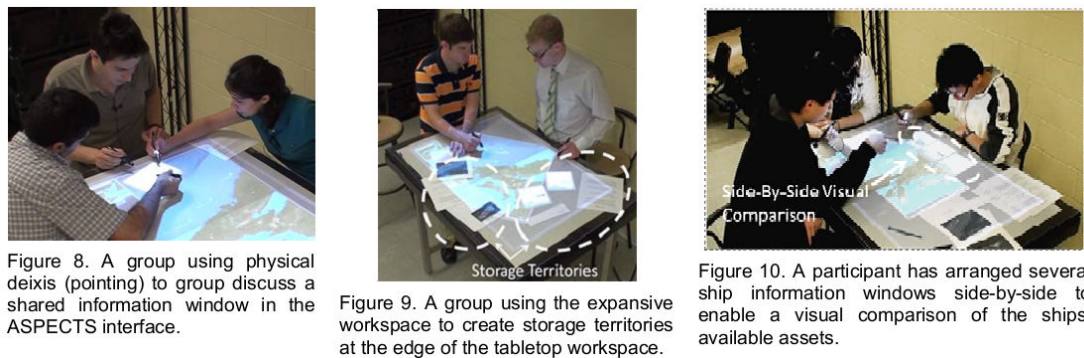 Figure 8. A group using physical
deixis (pointing) to group discuss a
shared information window in the
ASPECTS interface.
Storage Territories
Figure 9. A group using the expansive
workspace to create storage territories
at the edge of the tabletop workspace.
Side-By-Side Visual
Comparison
Figure 10. A participant has arranged several
ship information windows side-by-side to
enable a visual comparison of the ships'
available assets.